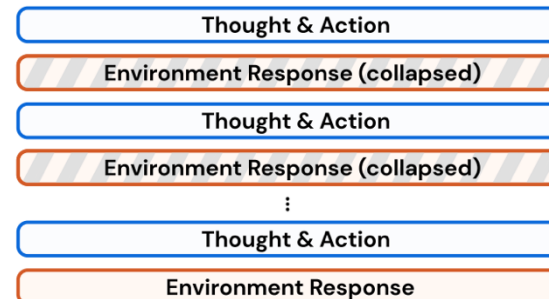 Thought & Action
Environment Response (collapsed)
Thought & Action
Environment Response (collapsed)
⋮
Thought & Action
Environment Response